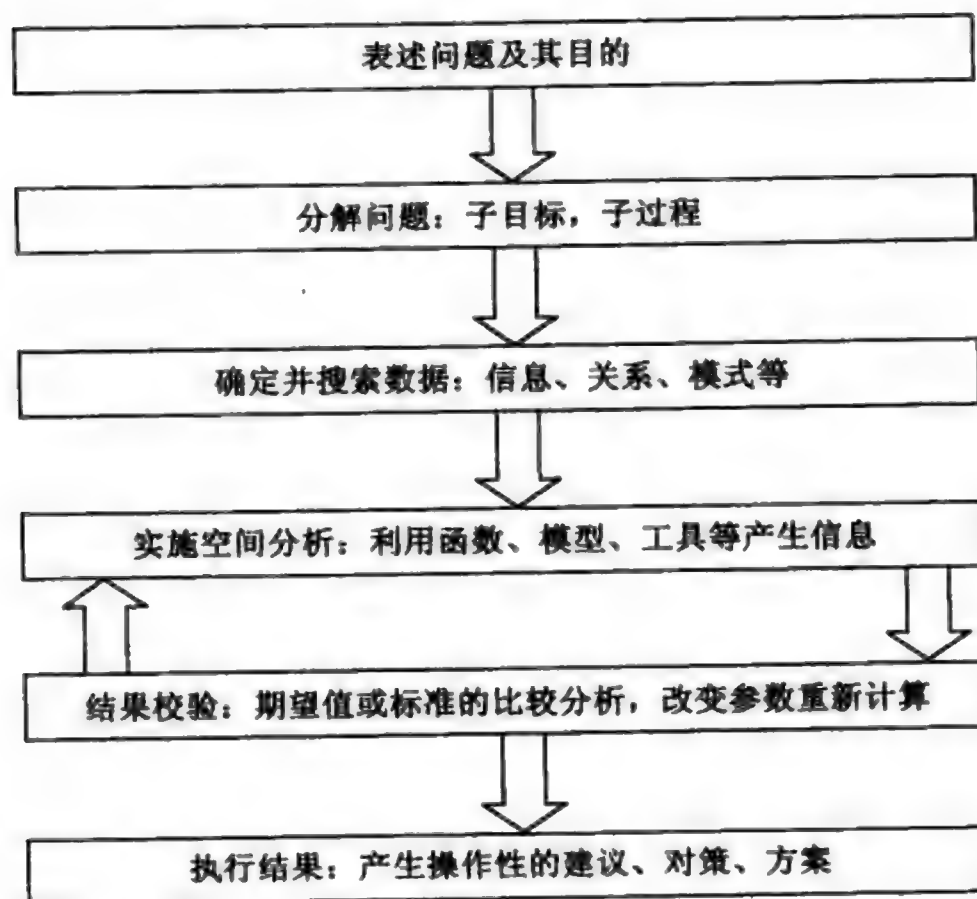 表述问题及其目的
分解问题：子目标，子过程
确定并搜索数据：信息、关系、模式等
实施空间分析：利用函数、模型、工具等产生信息
结果校验：期望值或标准的比较分析，改变参数重新计算
执行结果：产生操作性的建议、对策、方案